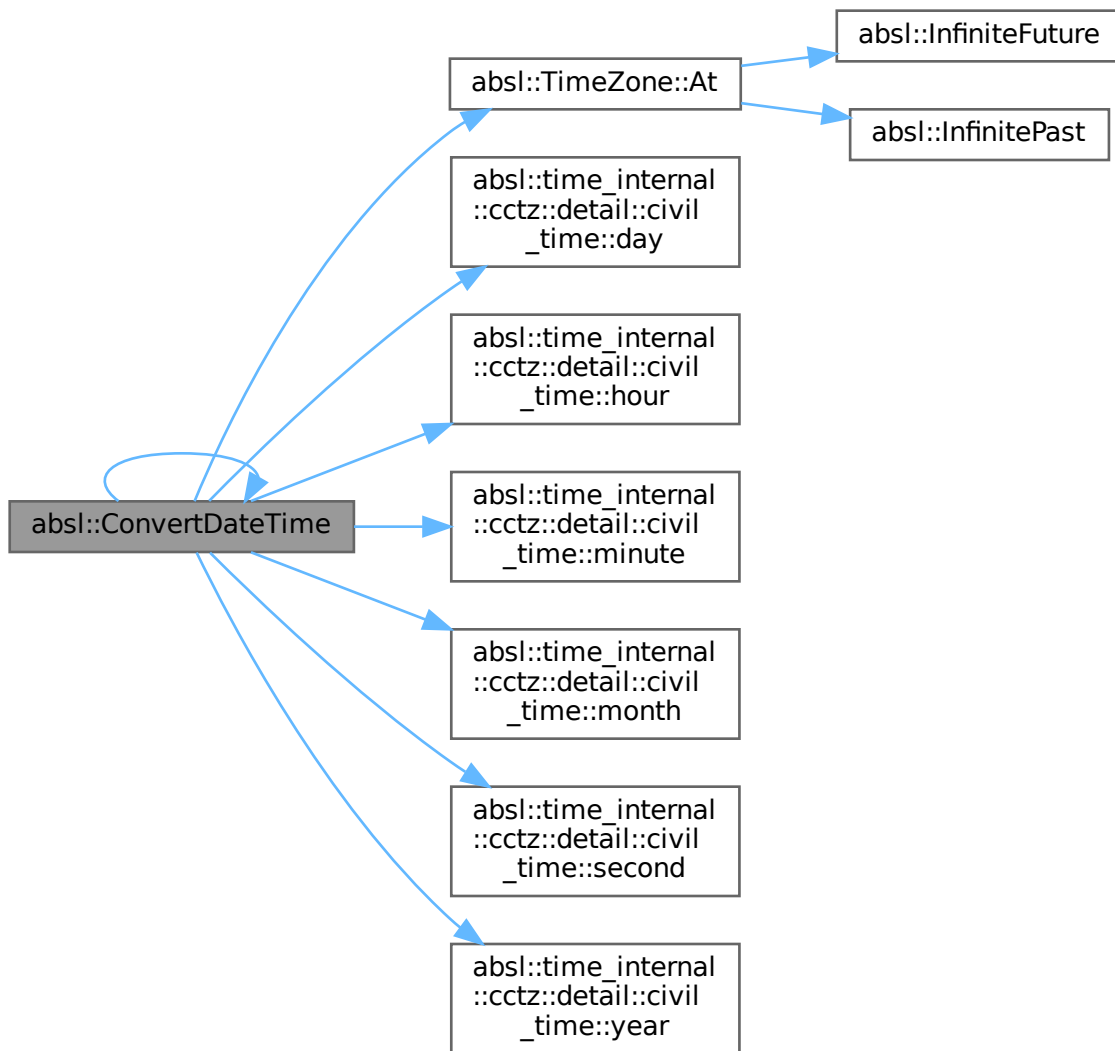 absl::InfiniteFuture
absl::TimeZone::At
absl::InfinitePast
absl::time_internal
::cctz::detail::civil
_time::day
absl::time_internal
::cctz::detail::civil
_time::hour
absl::ConvertDateTime
absl::time_internal
::cctz::detail::civil
_time::minute
absl::time_internal
::cctz::detail::civil
_time::month
absl::time_internal
::cctz::detail::civil
_time::second
absl::time_internal
::cctz::detail::civil
_time::year